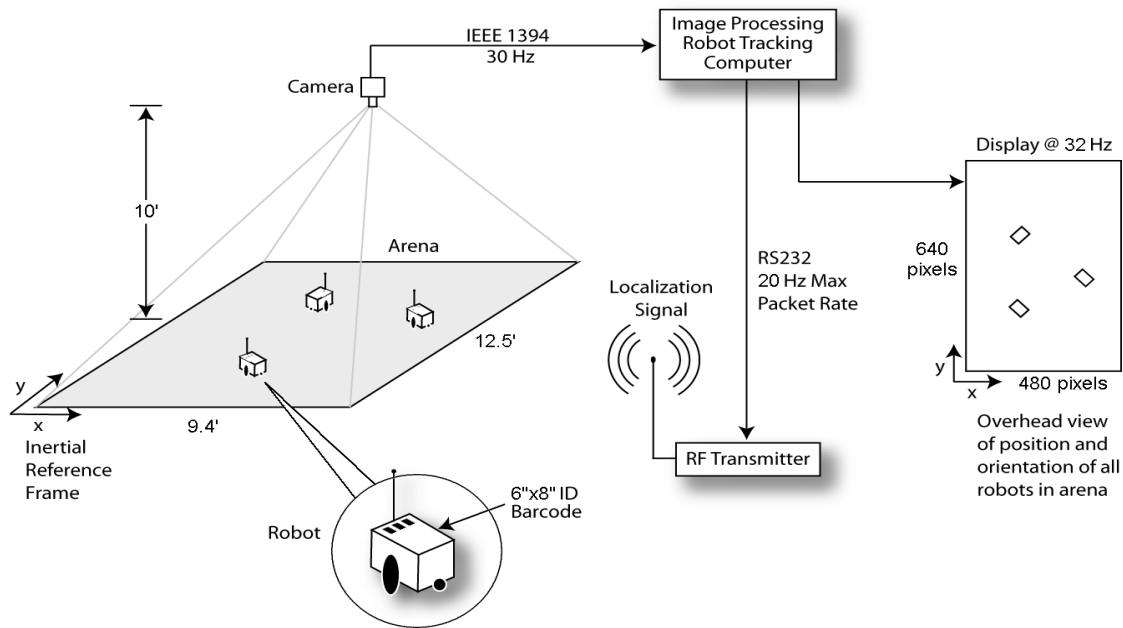 IEEE 1394
30 Hz
Image Processing
Robot Tracking
Computer
Camera
Display @ 32 Hz
10'
Arena
640
pixels
RS232
20 Hz Max
Packet Rate
Localization
Signal
12.5'
y
x
9.4'
Inertial
Reference
Frame
y
x
480 pixels
Overhead view
of position and
orientation of all
robots in arena
RF Transmitter
6"x8" ID
Barcode
Robot